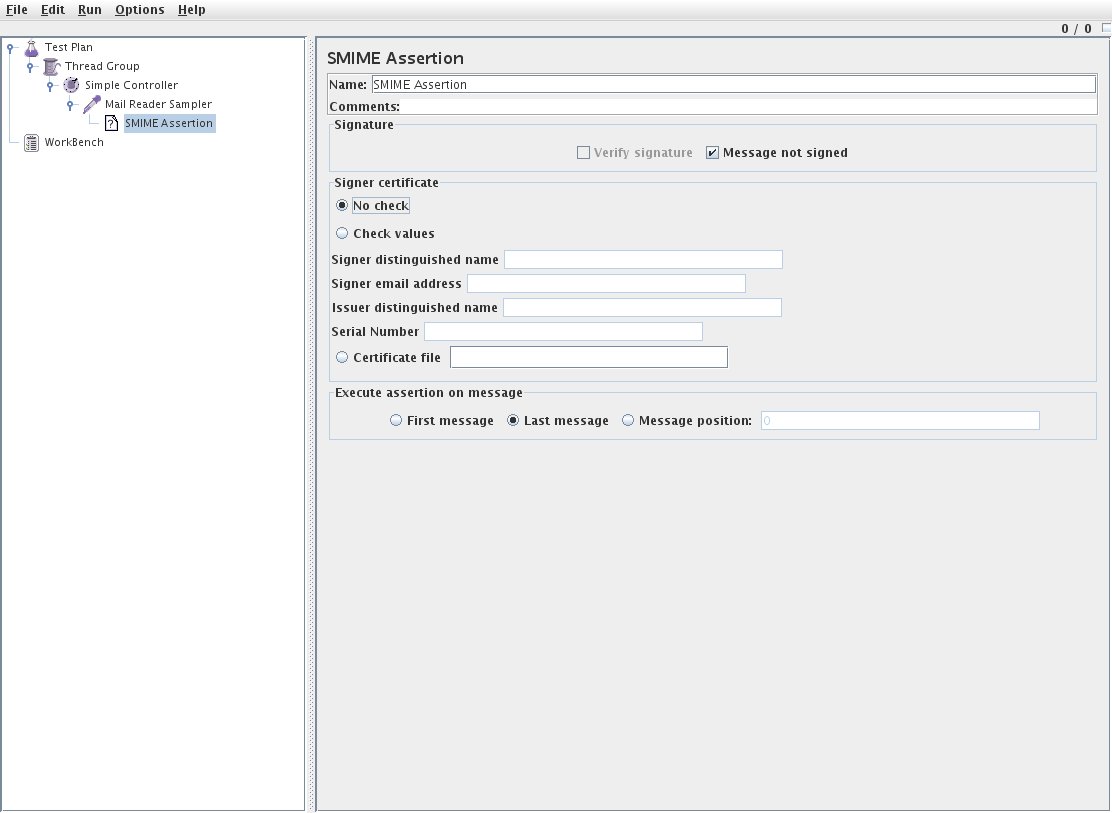 File Edit Run Options Help
0 / 0
Test Plan
Thread Group
Simple Controller
Mail Reader Sampler
SMIME Assertion
WorkBench
SMIME Assertion
Name: SMIME Assertion
Comments:
Signature
Verify signature Message not signed
Signer certificate
No check
Check values
Signer distinguished name
Signer email address
Issuer distinguished name
Serial Number
Certificate file
Execute assertion on message
First message Last message Message position: 0